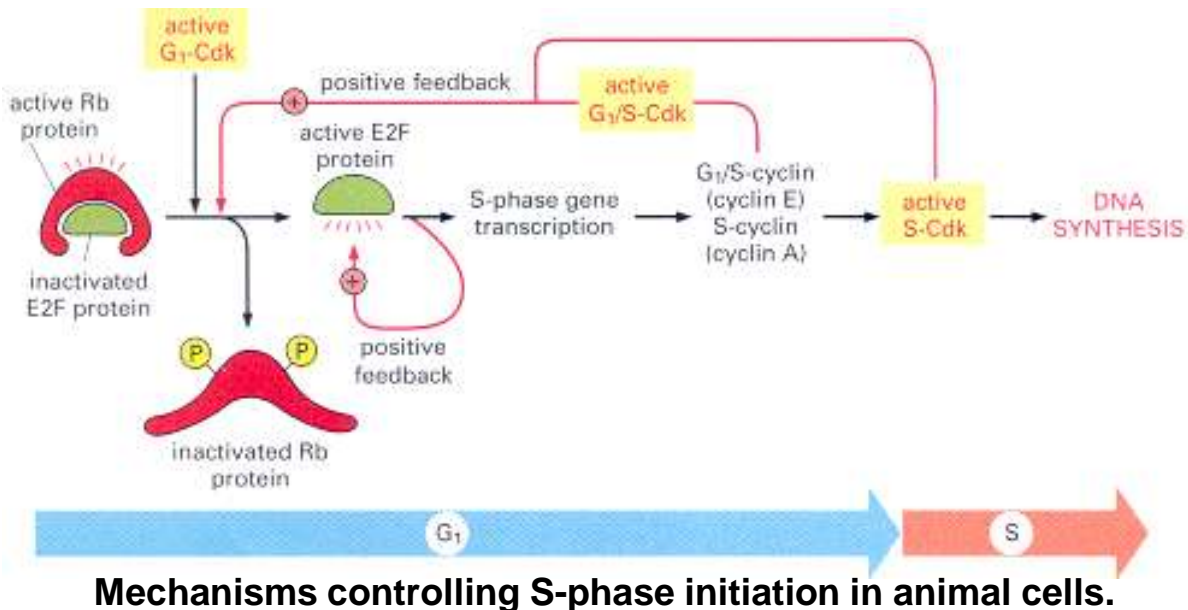 active
G₁-Cdk
positive feedback
active
G₁/S-Cdk
active Rb
protein
+
active E2F
protein
G₁/S-cyclin
(cyclin E)
S-cyclin
(cyclin A)
S-phase gene
transcription
active
S-Cdk
DNA
SYNTHESIS
inactivated
E2F protein
+
positive
feedback
P
P
inactivated Rb
protein
G₁
S
Mechanisms controlling S-phase initiation in animal cells.